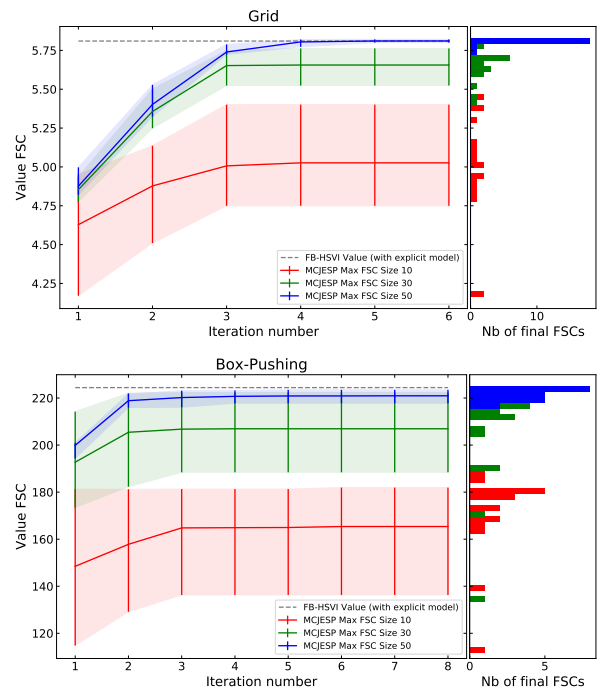 Grid
5.75
5.50
5.25
5.00
4.75
4.50
4.25
Value FSC
FB-HSVI Value (with explicit model)
MCJESP Max FSC Size 10
MCJESP Max FSC Size 30
MCJESP Max FSC Size 50
1 2 3 4 5 6
Iteration number
0 10
Nb of final FSCs
Box-Pushing
220
200
180
160
140
120
Value FSC
FB-HSVI Value (with explicit model)
MCJESP Max FSC Size 10
MCJESP Max FSC Size 30
MCJESP Max FSC Size 50
1 2 3 4 5 6 7 8
Iteration number
0 5
Nb of final FSCs